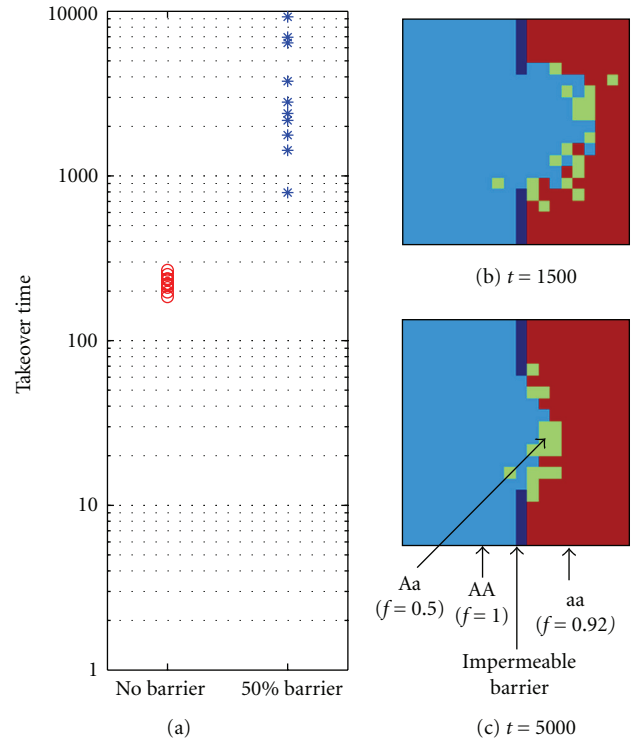 10000
1000
100
10
1
Takeover time
No barrier
50% barrier
(a)
(b) t = 1500
Aa
(f = 0.5)
AA
(f = 1)
aa
(f = 0.92)
Impermeable
barrier
(c) t = 5000